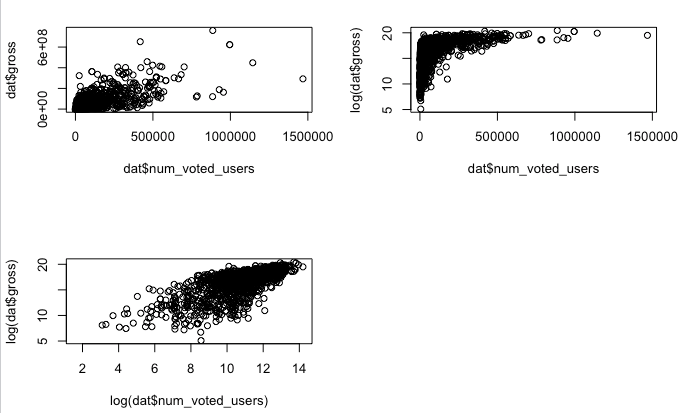 dat$gross
0e+00 6e+08
0 500000 1000000 1500000
dat$num_voted_users
log(dat$gross)
5 10 20
0 500000 1000000 1500000
dat$num_voted_users
log(dat$gross)
5 10 20
2 4 6 8 10 12 14
log(dat$num_voted_users)